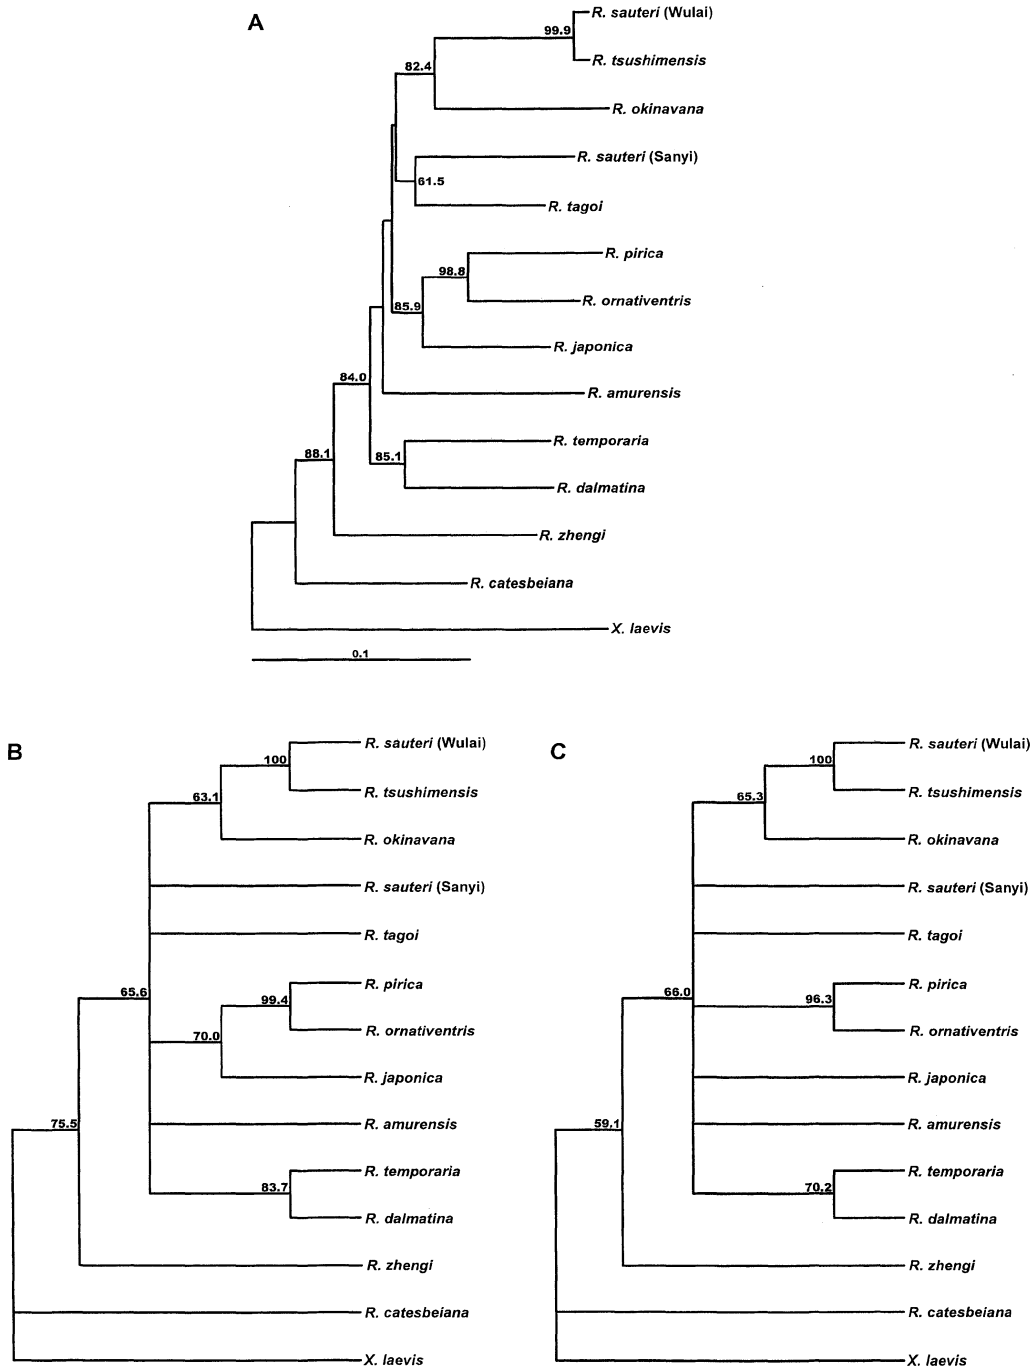 A
R. sauteri (Wulai)
99.9
R. tsushimensis
82.4
R. okinavana
R. sauteri (Sanyi)
61.5
R. tagoi
R. pirica
98.8
R. ornativentris
85.9
R. japonica
84.0
R. amurensis
R. temporaria
88.1
85.1
R. dalmatina
R. zhengi
R. catesbeiana
X. laevis
0.1
B
R. sauteri (Wulai)
100
R. tsushimensis
63.1
R. okinavana
R. sauteri (Sanyi)
R. tagoi
R. pirica
65.6
99.4
R. ornativentris
70.0
R. japonica
75.5
R. amurensis
R. temporaria
83.7
R. dalmatina
R. zhengi
R. catesbeiana
X. laevis
C
R. sauteri (Wulai)
100
R. tsushimensis
65.3
R. okinavana
R. sauteri (Sanyi)
R. tagoi
R. pirica
66.0
96.3
R. ornativentris
R. japonica
59.1
R. amurensis
R. temporaria
70.2
R. dalmatina
R. zhengi
R. catesbeiana
X. laevis